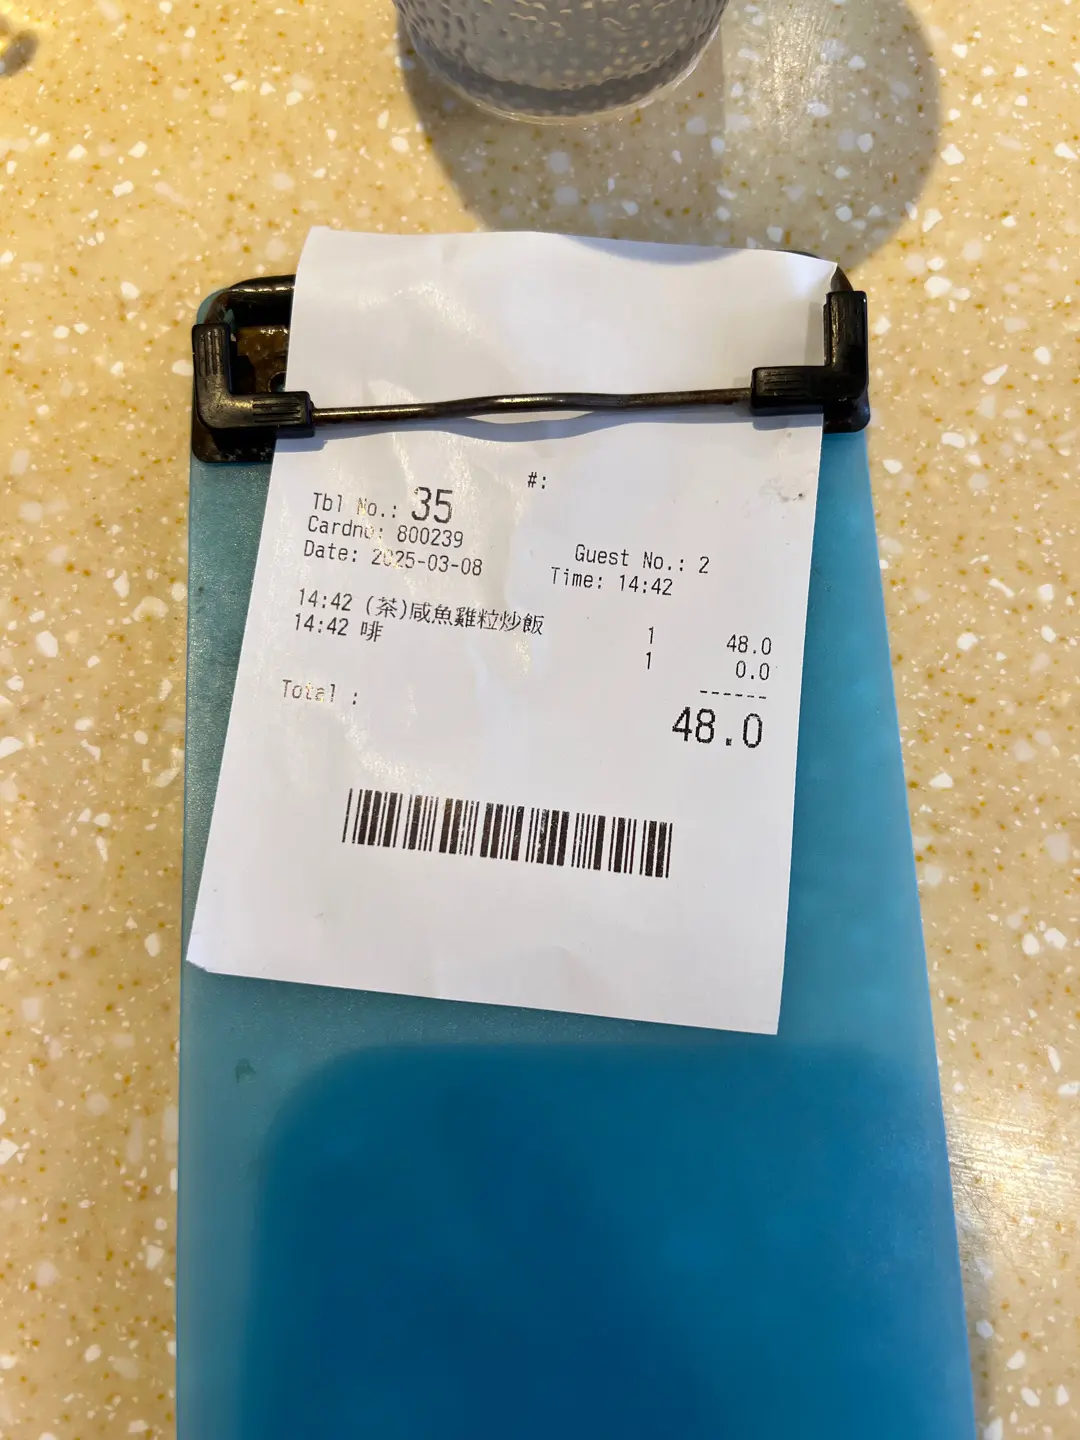 #:
Tbl No.: 35
Cardno: 800239
Guest No.: 2
Date: 2025-03-08
Time: 14:42
14:42 (茶)咸魚雞粒炒飯 1 48.0
14:42 啡 1 0.0
------
Total : 48.0